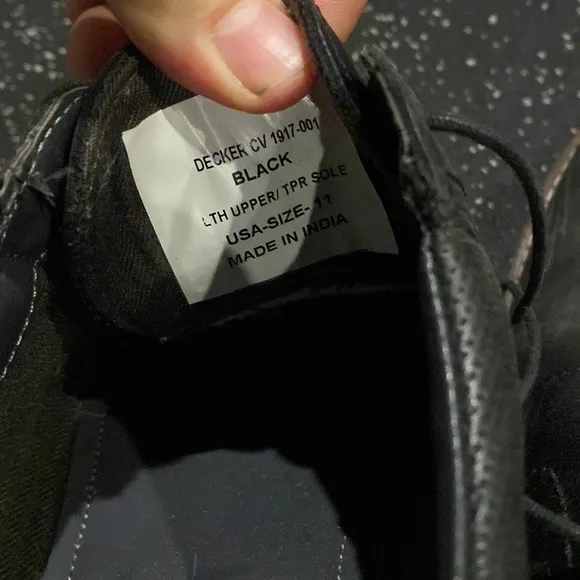 DECKER CV 1917-001
BLACK
LTH UPPER/ TPR SOLE
USA-SIZE- 11
MADE IN INDIA